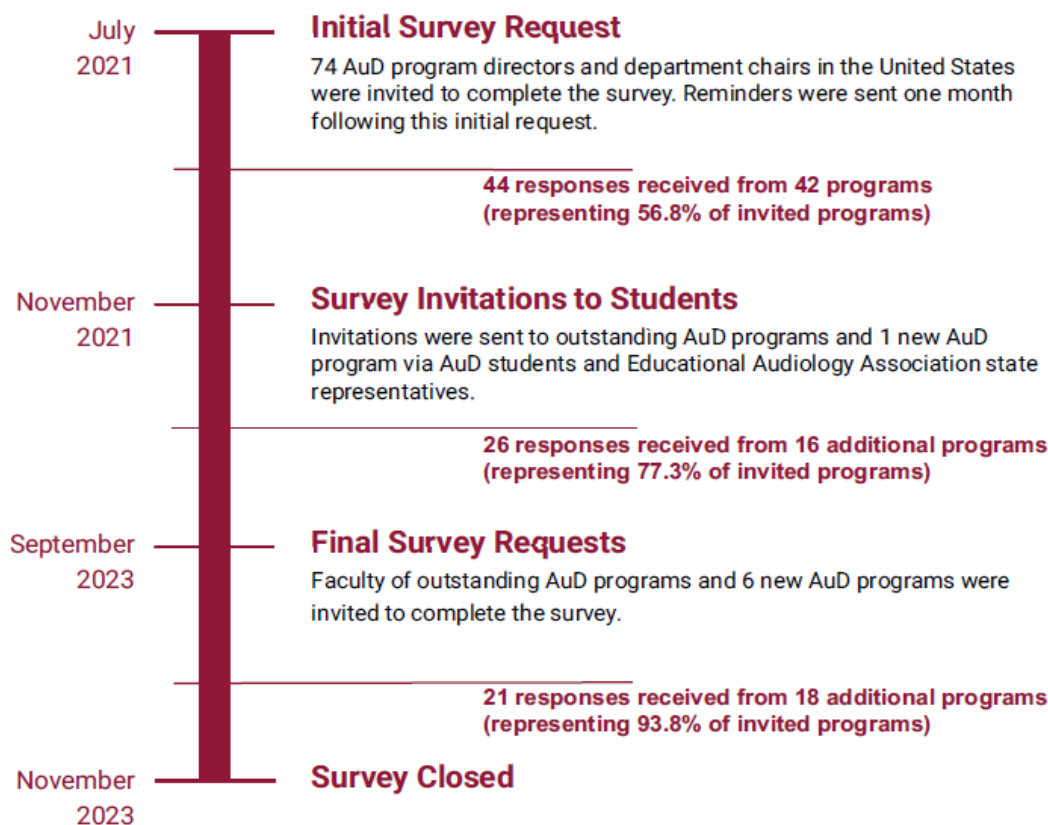 July
2021
Initial Survey Request
74 AuD program directors and department chairs in the United States
were invited to complete the survey. Reminders were sent one month
following this initial request.
44 responses received from 42 programs
(representing 56.8% of invited programs)
November
2021
Survey Invitations to Students
Invitations were sent to outstanding AuD programs and 1 new AuD
program via AuD students and Educational Audiology Association state
representatives.
26 responses received from 16 additional programs
(representing 77.3% of invited programs)
September
2023
Final Survey Requests
Faculty of outstanding AuD programs and 6 new AuD programs were
invited to complete the survey.
21 responses received from 18 additional programs
(representing 93.8% of invited programs)
November
2023
Survey Closed